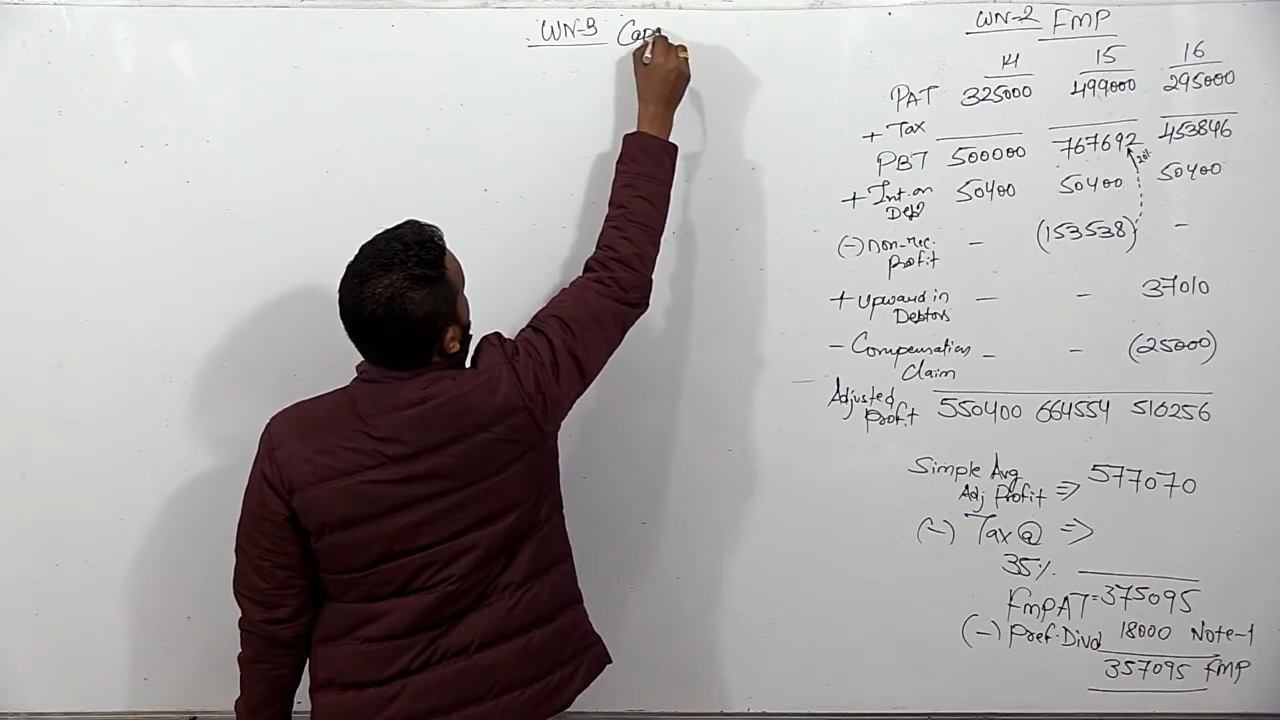 WN-3 Cap
WN-2 FMP
14 15 16
PAT 325000 499000 295000
+ Tax
PBT 500000 767692 453846
20%
+ Int. on 50400 50400 50400
Deb?
(-) Non-rec. - (153538) -
Profit
+ Upward in - - 37010
Debtors
- Compensation - - (25000)
Claim
Adjusted
Profit 550400 664554 516256
Simple Avg
Adj Profit => 577070
(-) Tax @ =>
35%
FMPAT = 375095
(-) Pref. Divd 18000 Note-1
357095 FMP